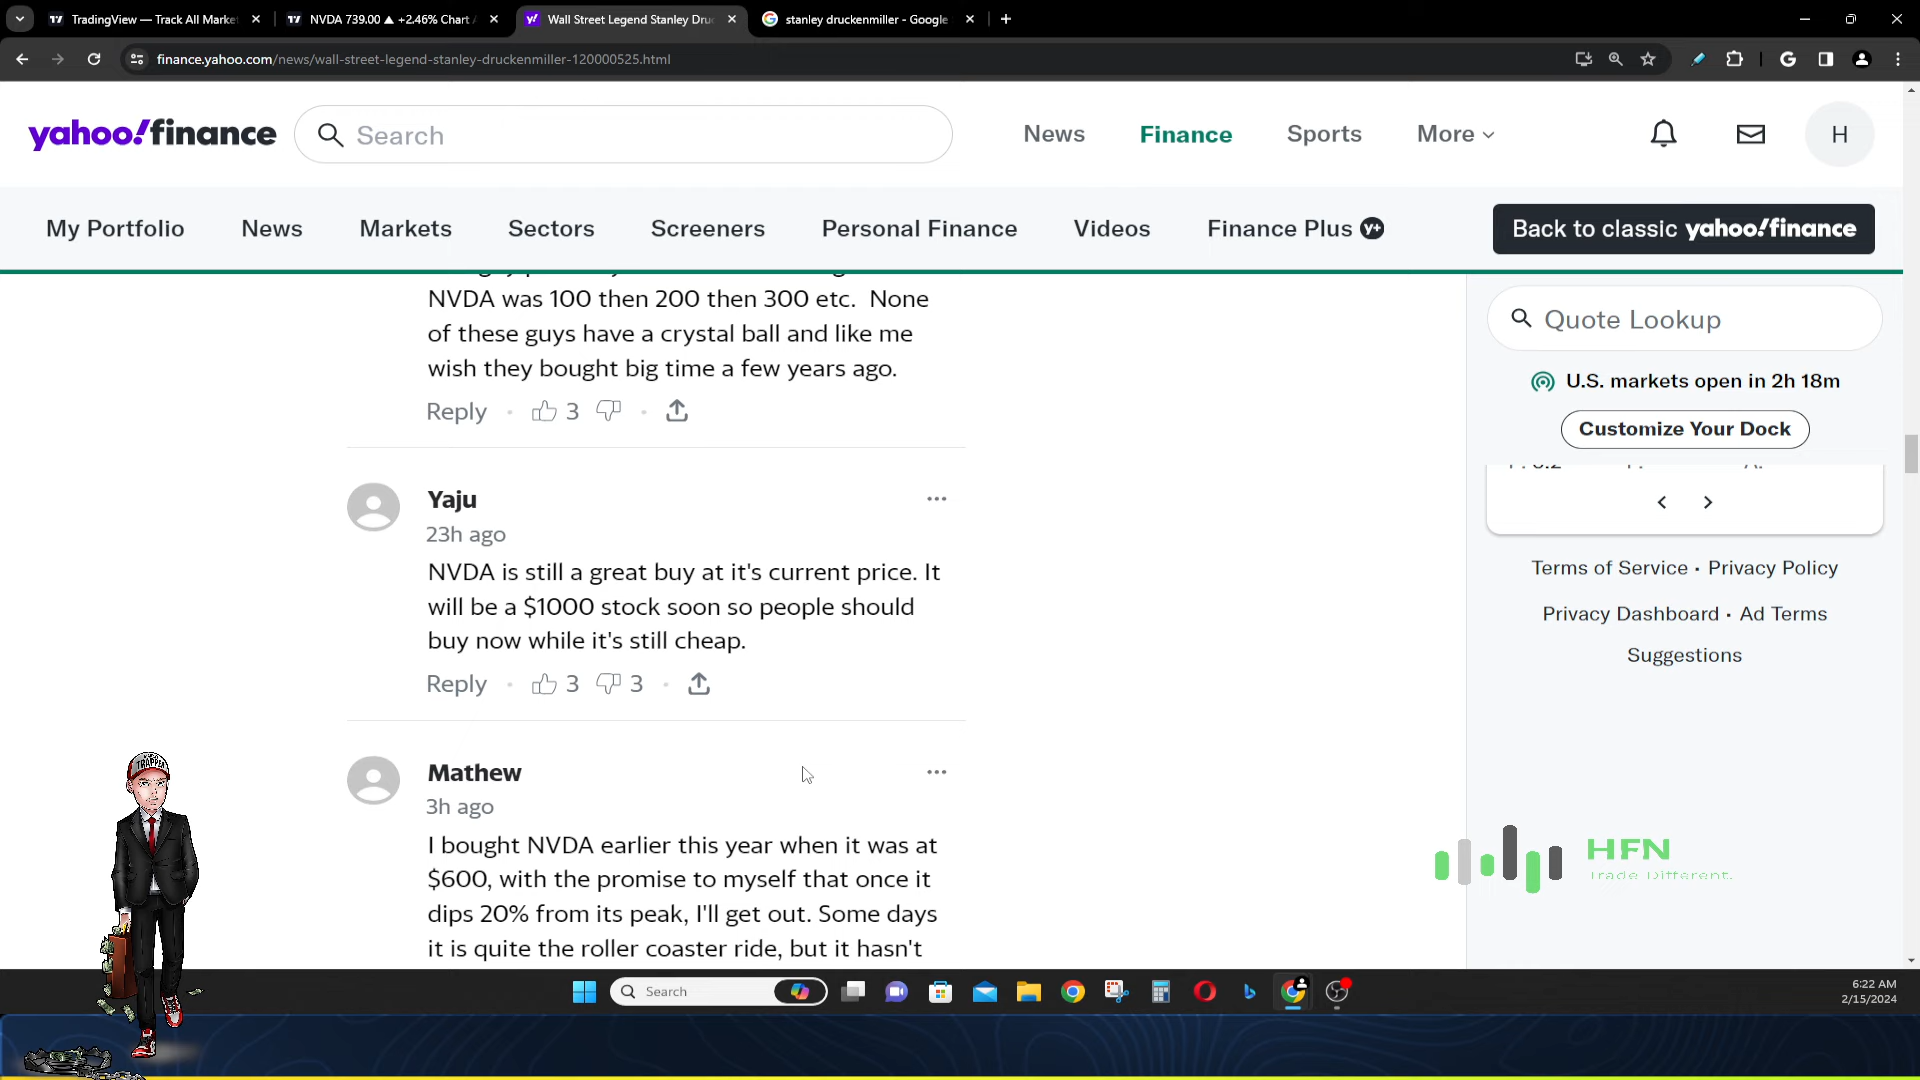 TradingView — Track All Marke
NVDA 739.00 ▲ +2.46% Chart
Wall Street Legend Stanley Dru
stanley druckenmiller - Google
finance.yahoo.com/news/wall-street-legend-stanley-druckenmiller-120000525.html
yahoo!finance
Search
News
Finance
Sports
More
H
My Portfolio
News
Markets
Sectors
Screeners
Personal Finance
Videos
Finance Plus y+
Back to classic yahoo!finance
NVDA was 100 then 200 then 300 etc. None
of these guys have a crystal ball and like me
wish they bought big time a few years ago.
Reply · 3 ·
Yaju
23h ago
NVDA is still a great buy at it's current price. It
will be a $1000 stock soon so people should
buy now while it's still cheap.
Reply · 3 3 ·
Mathew
3h ago
I bought NVDA earlier this year when it was at
$600, with the promise to myself that once it
dips 20% from its peak, I'll get out. Some days
it is quite the roller coaster ride, but it hasn't
Quote Lookup
U.S. markets open in 2h 18m
Customize Your Dock
Terms of Service • Privacy Policy
Privacy Dashboard • Ad Terms
Suggestions
TRAPPER
HFN
Trade Different.
Search
6:22 AM
2/15/2024